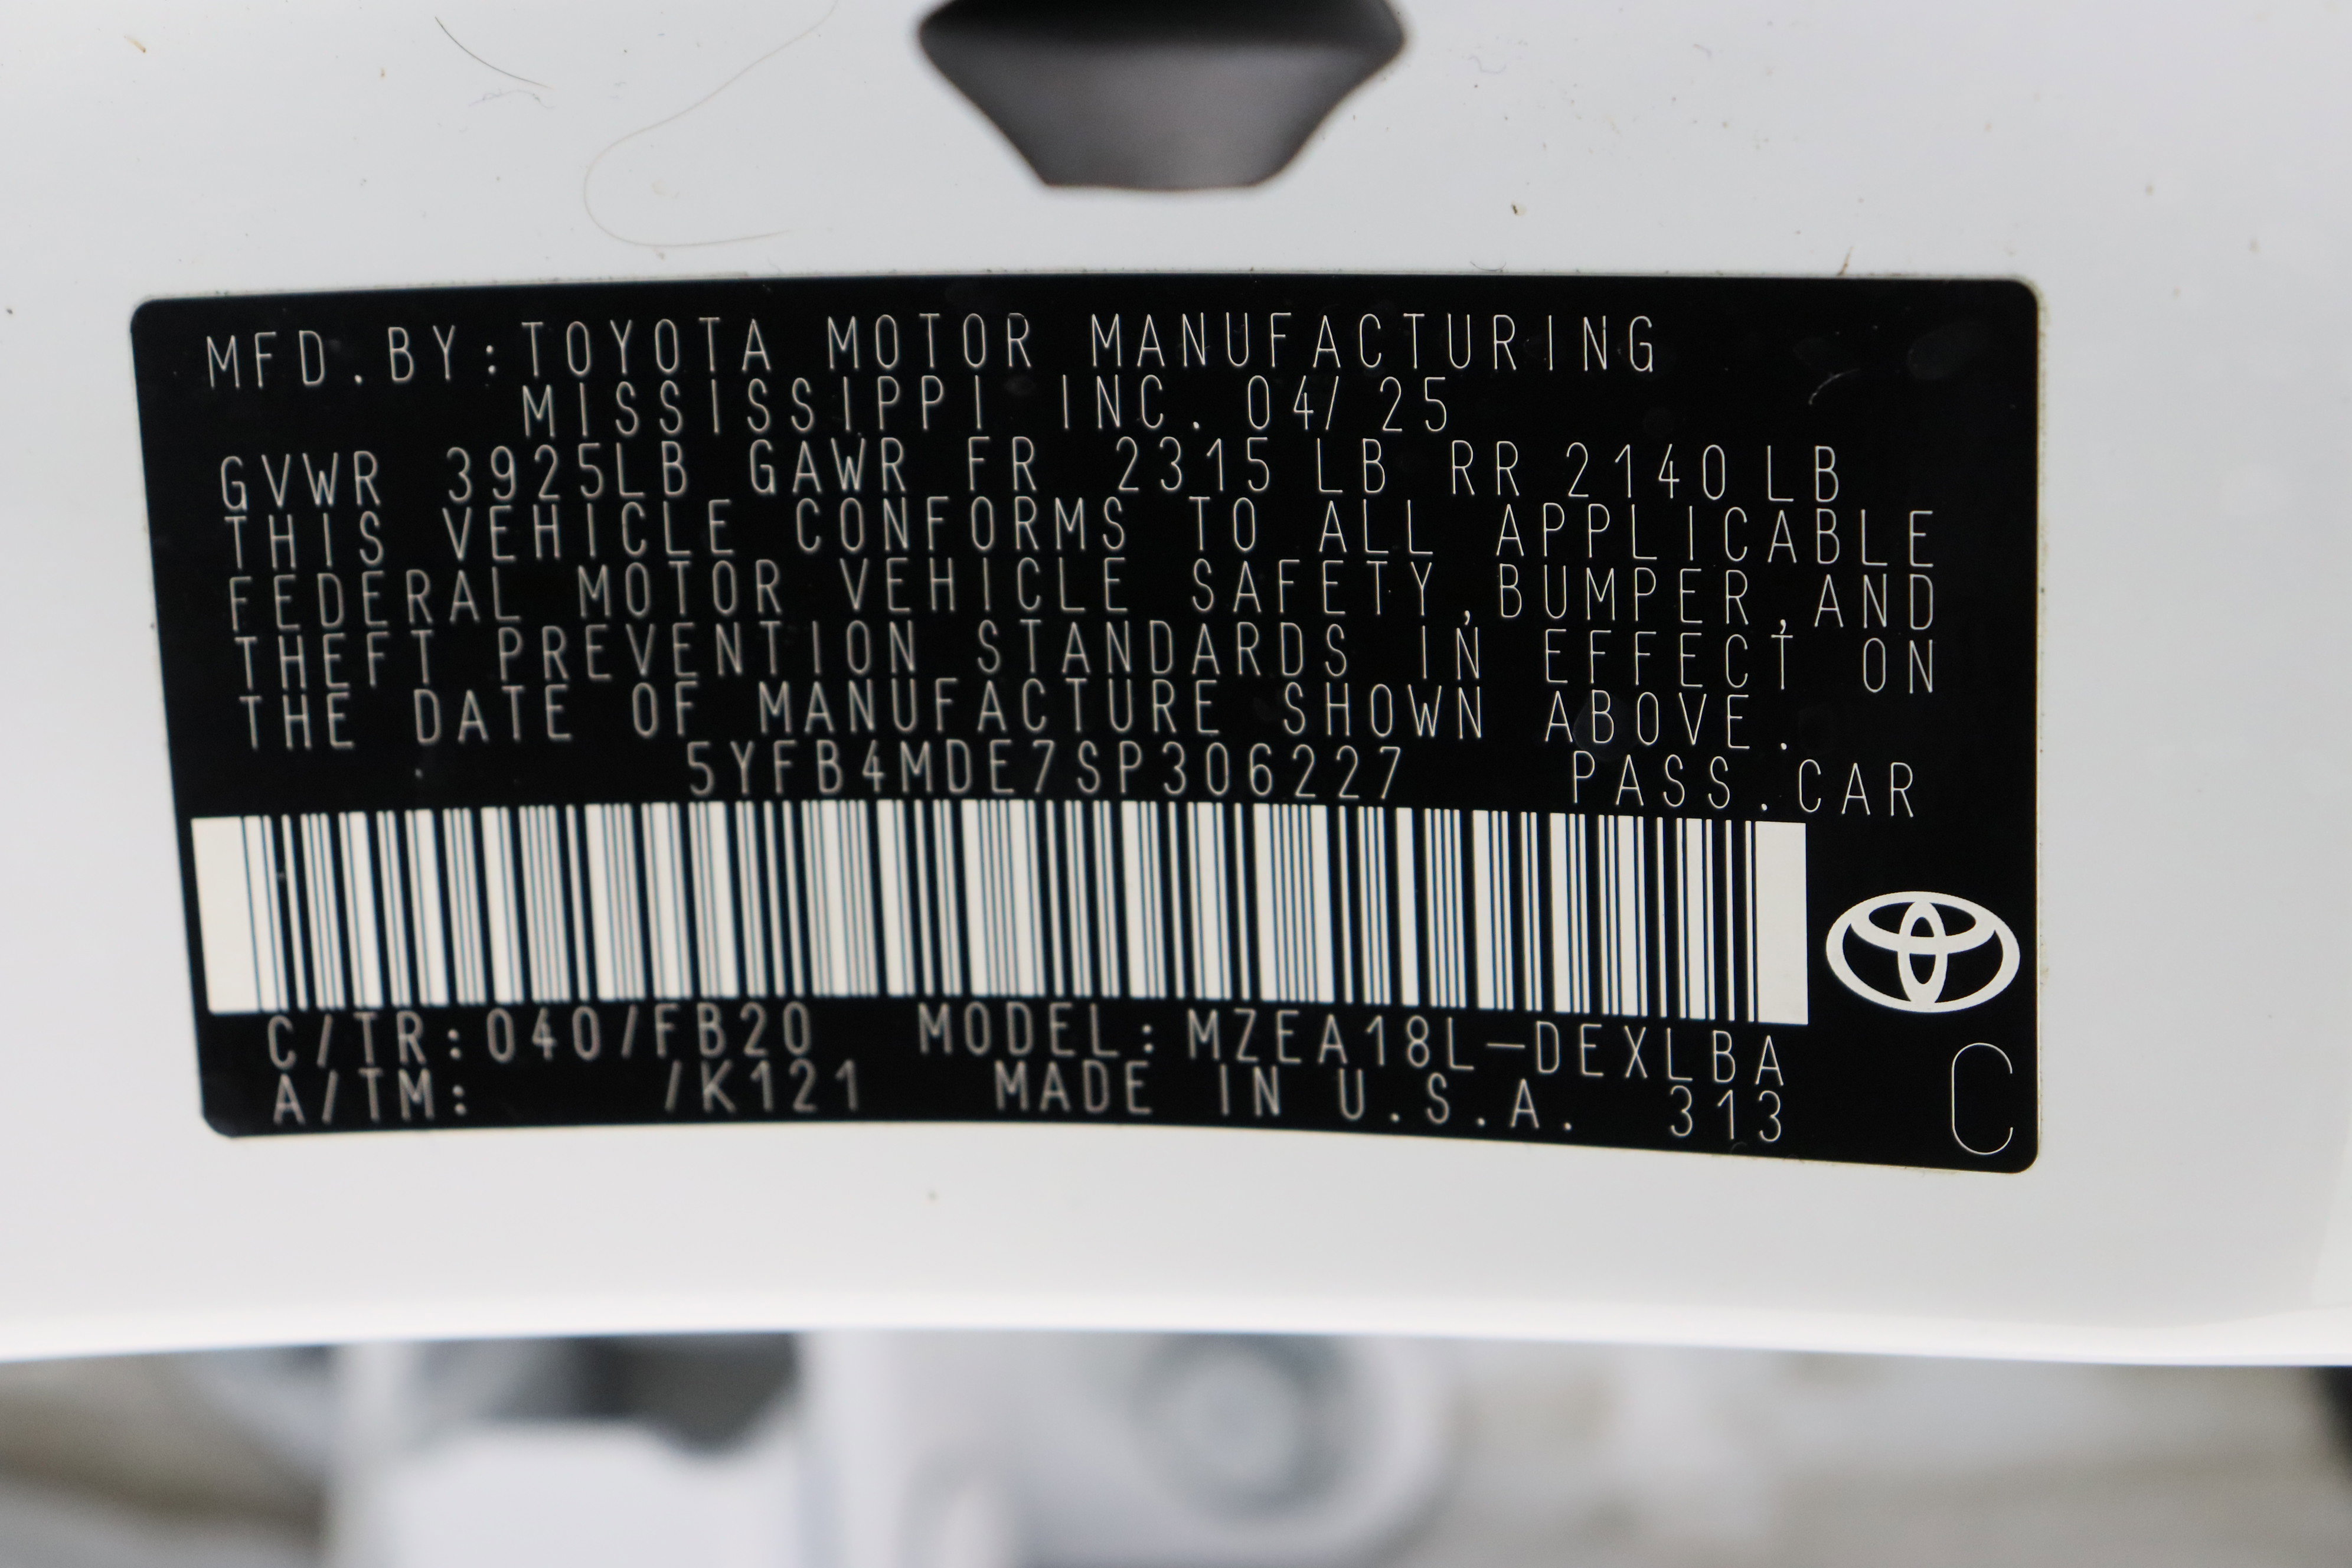 MFD.BY:TOYOTA MOTOR MANUFACTURING
MISSISSIPPI INC. 04/25
GVWR 3925LB GAWR FR 2315 LB RR 2140 LB
THIS VEHICLE CONFORMS TO ALL APPLICABLE
FEDERAL MOTOR VEHICLE SAFETY,BUMPER,AND
THEFT PREVENTION STANDARDS IN EFFECT ON
THE DATE OF MANUFACTURE SHOWN ABOVE.
5YFB4MDE7SP306227 PASS.CAR
C/TR:040/FB20 MODEL:MZEA18L-DEXLBA
A/TM: /K121 MADE IN U.S.A. 313
C